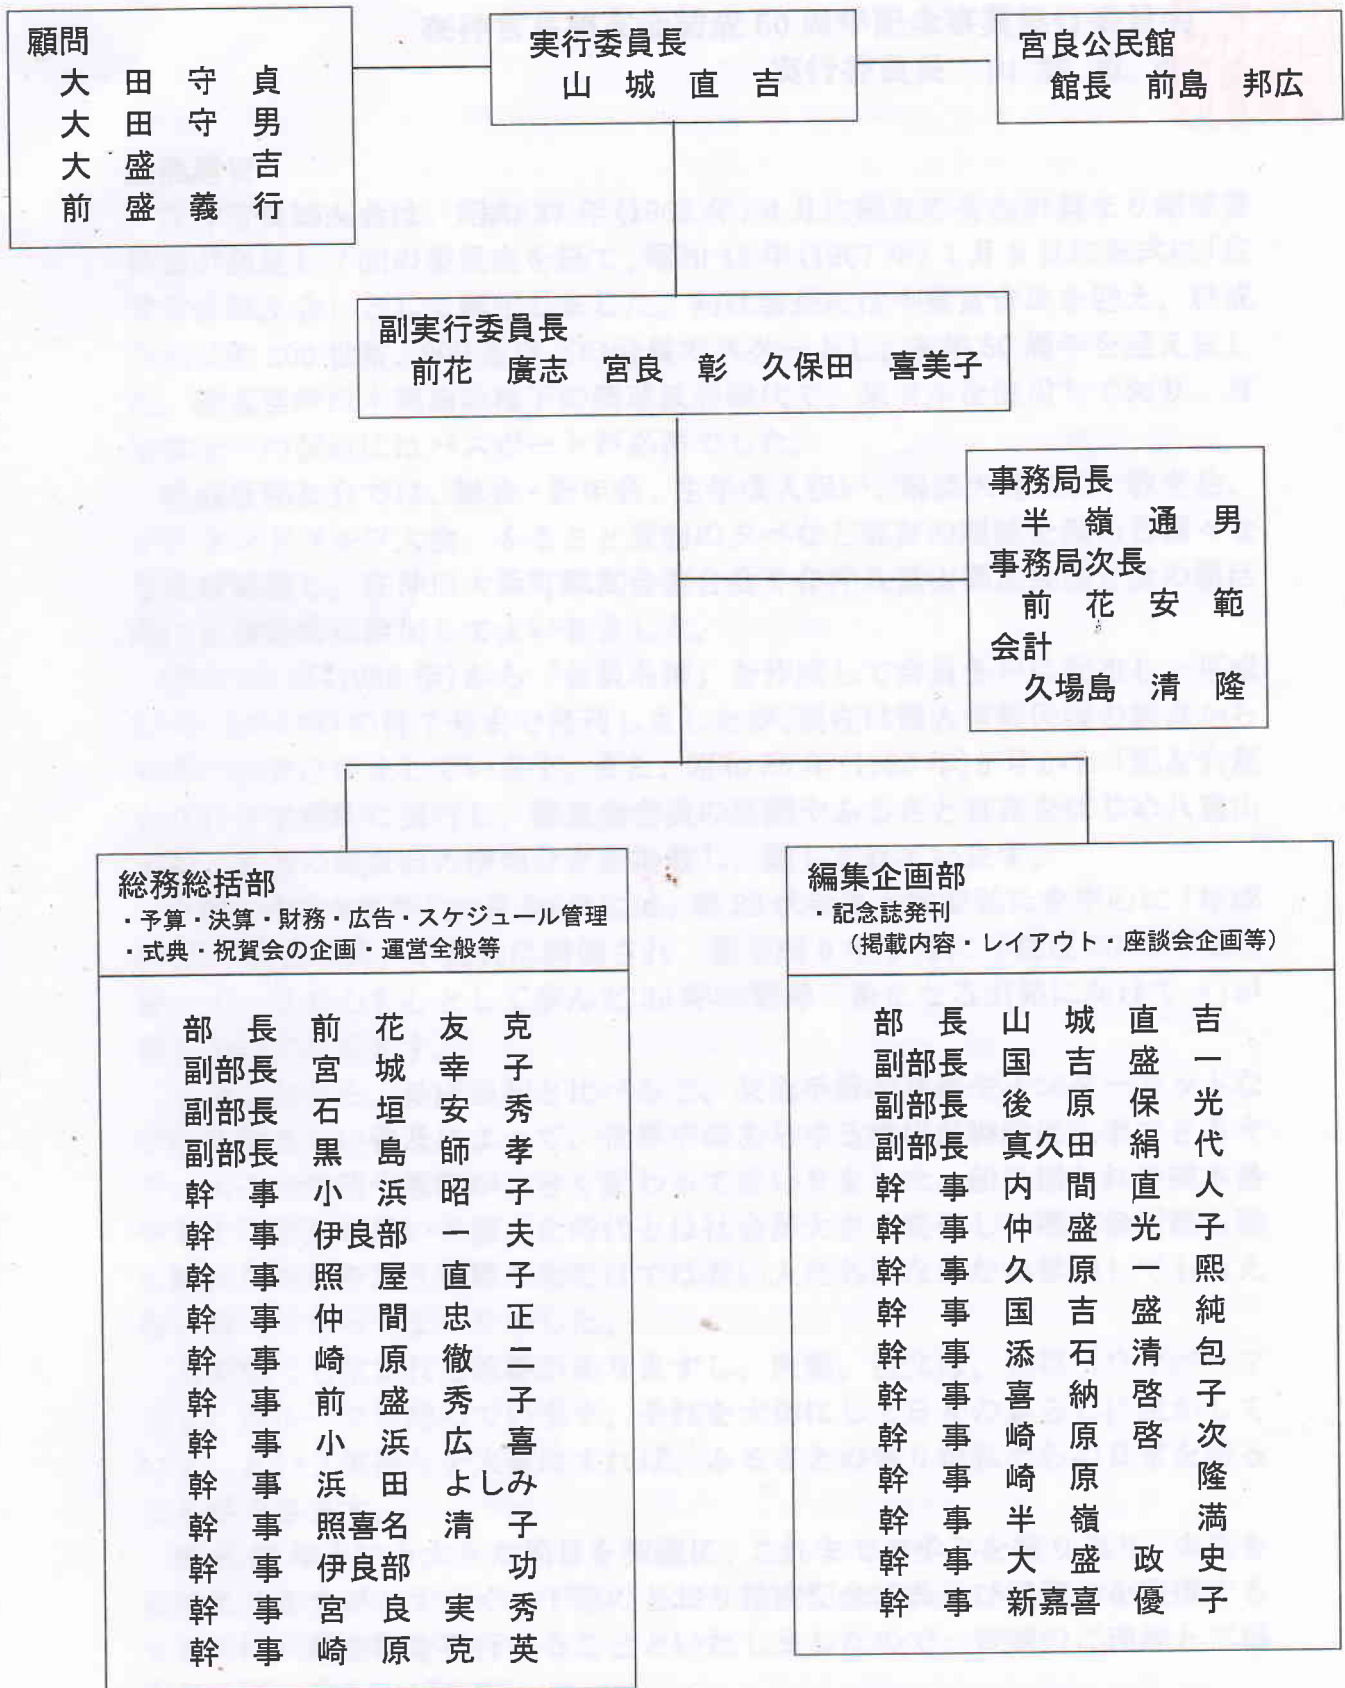 顧問
大田守貞
大田守男
大盛吉
前盛義行
実行委員長
山城直吉
宮良公民館
館長 前島 邦広
副実行委員長
前花 廣志 宮良 彰 久保田 喜美子
事務局長
半嶺通男
事務局次長
前花安範
会計
久場島 清隆
総務総括部
・予算・決算・財務・広告・スケジュール管理
・式典・祝賀会の企画・運営全般等
部長 前花友克
副部長 宮城幸子
副部長 石垣安秀
副部長 黒島師孝
幹事 小浜昭子
幹事 伊良部一夫
幹事 照屋直子
幹事 仲間忠正
幹事 崎原徹二
幹事 前盛秀子
幹事 小浜広喜
幹事 浜田よしみ
幹事 照喜名清子
幹事 伊良部功
幹事 宮良実秀
幹事 崎原克英
編集企画部
・記念誌発刊
(掲載内容・レイアウト・座談会企画等)
部長 山城直吉
副部長 国吉盛一
副部長 後原保光
副部長 真久田絹代
幹事 内間直人
幹事 仲盛光子
幹事 久原一熙
幹事 国吉盛純
幹事 添石清包
幹事 喜納啓子
幹事 崎原啓次
幹事 崎原隆
幹事 半嶺満
幹事 大盛政史
幹事 新嘉喜優子